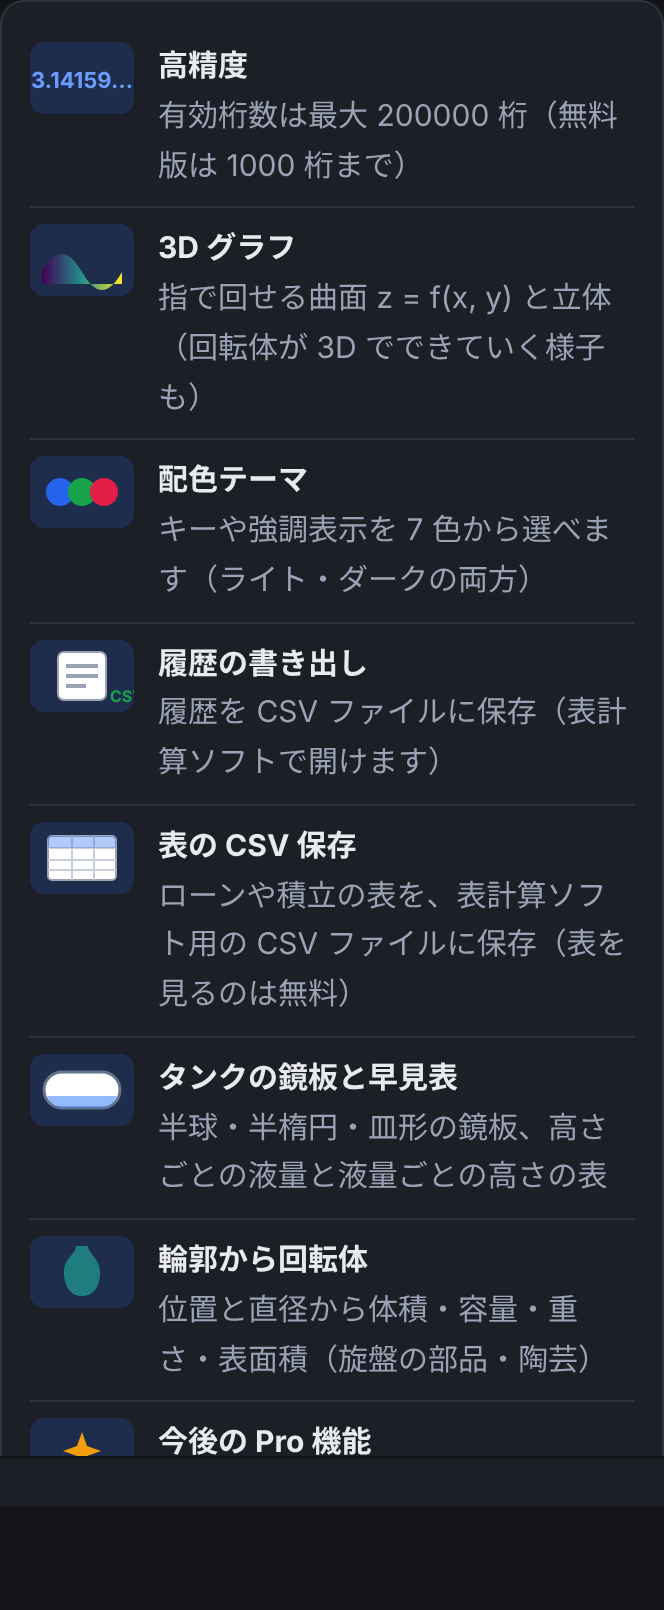 3.14159...
高精度
有効桁数は最大 200000 桁（無料
版は 1000 桁まで）
3D グラフ
指で回せる曲面 z = f(x, y) と立体
（回転体が 3D でできていく様子
も）
配色テーマ
キーや強調表示を 7 色から選べま
す（ライト・ダークの両方）
CSV
履歴の書き出し
履歴を CSV ファイルに保存（表計
算ソフトで開けます）
表の CSV 保存
ローンや積立の表を、表計算ソフ
ト用の CSV ファイルに保存（表を
見るのは無料）
タンクの鏡板と早見表
半球・半楕円・皿形の鏡板、高さ
ごとの液量と液量ごとの高さの表
輪郭から回転体
位置と直径から体積・容量・重
さ・表面積（旋盤の部品・陶芸）
今後の Pro 機能